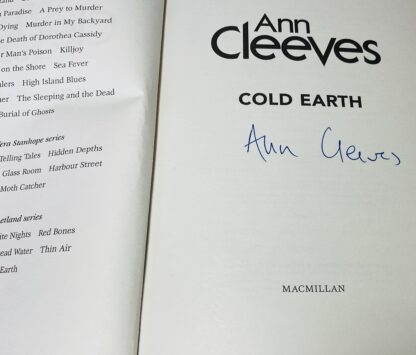 n Paradise A Prey to Murder
Dying Murder in My Backyard
e Death of Dorothea Cassidy
r Man's Poison Killjoy
on the Shore Sea Fever
High Island Blues
The Sleeping and the Dead
Burial of Ghosts
era Stanhope series
Telling Tales Hidden Depths
Glass Room Harbour Street
Moth Catcher
etland series
ite Nights Red Bones
ead Water Thin Air
Earth
Ann
Cleeves
COLD EARTH
Ann Cleeves
MACMILLAN